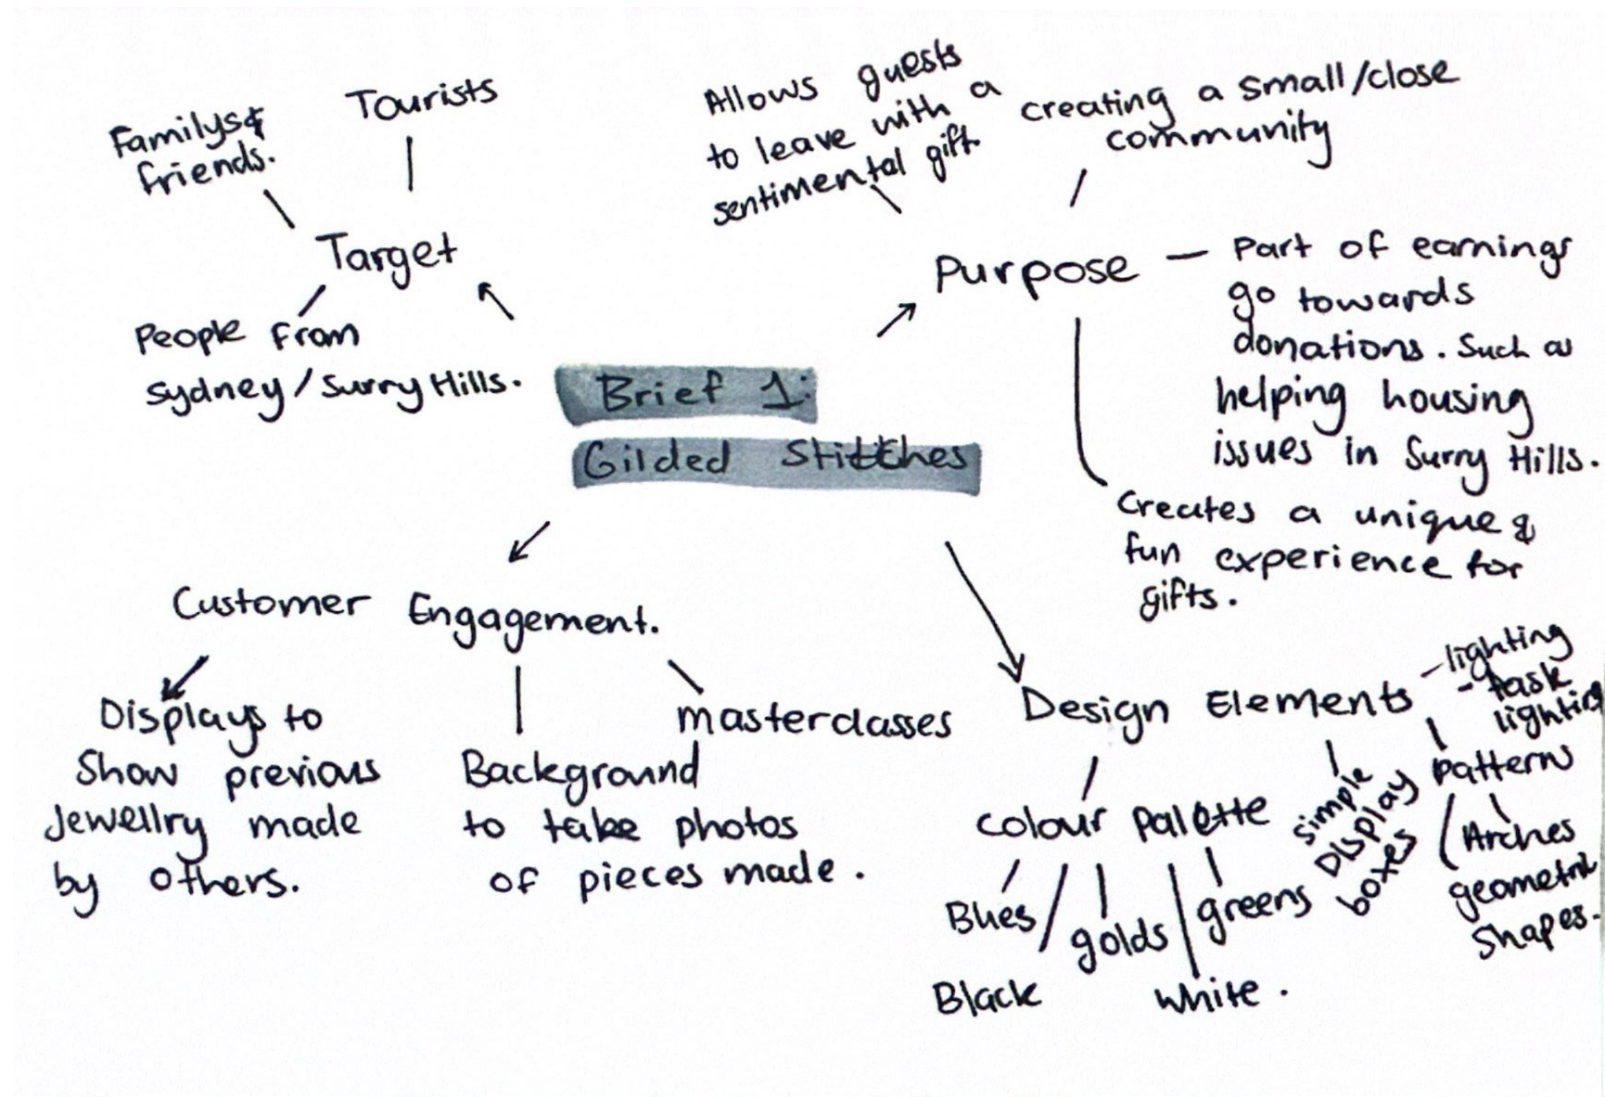 Brief 1:
Gilded Stitches
Target
Familys &
friends.
Tourists
People from
Sydney / Surry Hills.
Purpose
Allows guests
to leave with a
sentimental gift.
creating a small/close
community
Part of earnings
go towards
donations. Such as
helping housing
issues in Surry Hills.
Creates a unique &
fun experience for
gifts.
Customer Engagement.
Displays to
Show previous
Jewellry made
by others.
Background
to take photos
of pieces made.
masterclasses
Design Elements
- lighting
- task
lighting
Patterns
Arches
geometric
Shapes.
simple
Display
boxes
colour palette
Blues
Black
golds
white.
greens